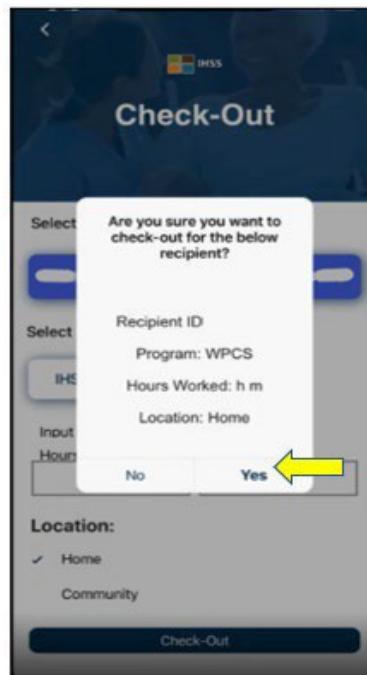 IHSS
Check-Out
Select
Are you sure you want to
check-out for the below
recipient?
Recipient ID
Program: WPCS
Hours Worked: h m
Location: Home
No
Yes
Select
IHS
Input
Hours
Location:
✓ Home
Community
Check-Out